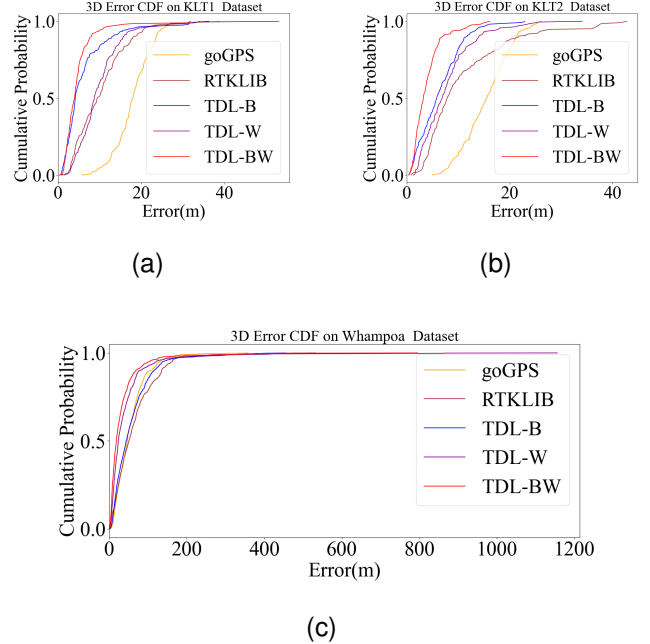 3D Error CDF on KLT1 Dataset
Cumulative Probability
1.0
0.5
0.0
goGPS
RTKLIB
TDL-B
TDL-W
TDL-BW
0 20 40
Error(m)
(a)
3D Error CDF on KLT2 Dataset
Cumulative Probability
1.0
0.5
0.0
goGPS
RTKLIB
TDL-B
TDL-W
TDL-BW
0 20 40
Error(m)
(b)
3D Error CDF on Whampoa Dataset
Cumulative Probability
1.0
0.5
0.0
goGPS
RTKLIB
TDL-B
TDL-W
TDL-BW
0 200 400 600 800 1000 1200
Error(m)
(c)